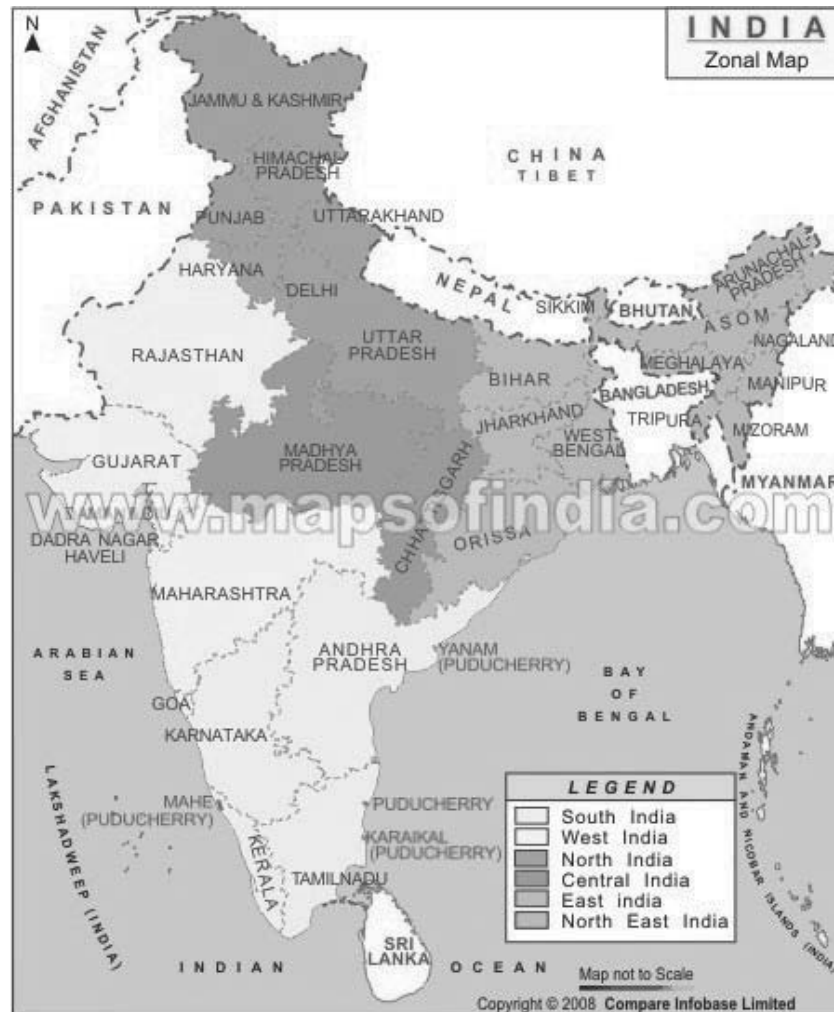 N
INDIA
Zonal Map
AFGHANISTAN
JAMMU & KASHMIR
CHINA
TIBET
HIMACHAL
PRADESH
PAKISTAN
PUNJAB
UTTARAKHAND
HARYANA
DELHI
NEPAL
SIKKIM
BHUTAN
ARUNACHAL
PRADESH
ASOM
RAJASTHAN
UTTAR
PRADESH
BIHAR
MEGHALAYA
NAGALAND
MANIPUR
BANGLADESH
JHARKHAND
TRIPURA
MIZORAM
WEST
BENGAL
GUJARAT
MADHYA
PRADESH
CHHATTISGARH
MYANMAR
www.mapsofindia.com
DADRA NAGAR
HAVELI
ORISSA
MAHARASHTRA
ARABIAN
SEA
ANDHRA
PRADESH
YANAM
(PUDUCHERRY)
BAY
OF
BENGAL
GOA
KARNATAKA
LAKSHADWEEP (INDIA)
ANDAMAN AND NICOBAR ISLANDS (INDIA)
MAHE
(PUDUCHERRY)
PUDUCHERRY
KARAIKAL
(PUDUCHERRY)
KERALA
TAMILNADU
SRI
LANKA
INDIAN OCEAN
LEGEND
South India
West India
North India
Central India
East india
North East India
Map not to Scale
Copyright © 2008 Compare Infobase Limited